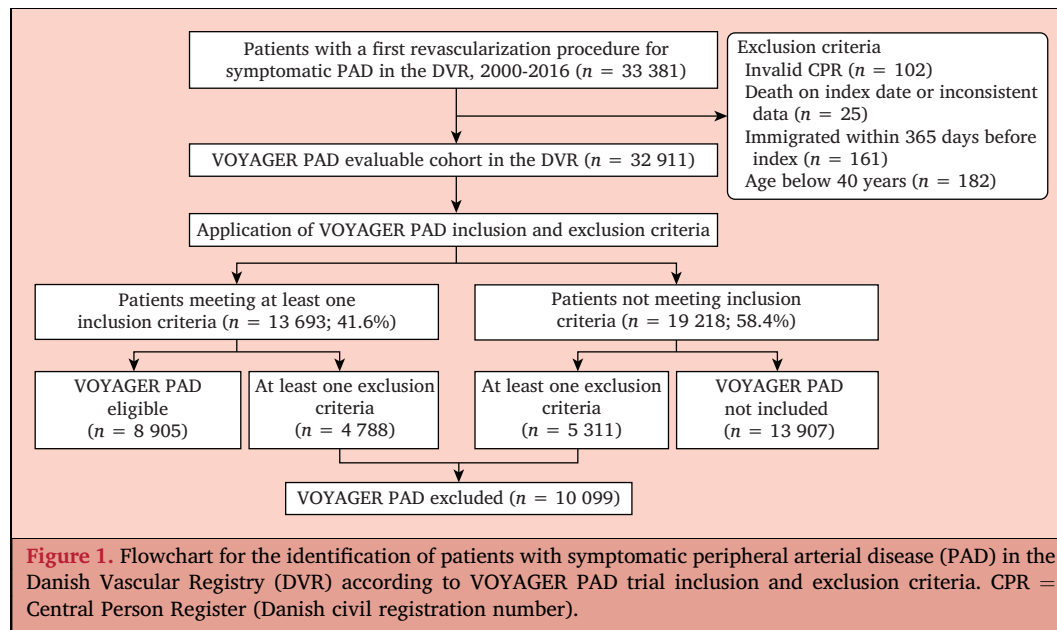 Patients with a first revascularization procedure for
symptomatic PAD in the DVR, 2000-2016 (n = 33 381)
Exclusion criteria
Invalid CPR (n = 102)
Death on index date or inconsistent
data (n = 25)
Immigrated within 365 days before
index (n = 161)
Age below 40 years (n = 182)
VOYAGER PAD evaluable cohort in the DVR (n = 32 911)
Application of VOYAGER PAD inclusion and exclusion criteria
Patients meeting at least one
inclusion criteria (n = 13 693; 41.6%)
Patients not meeting inclusion
criteria (n = 19 218; 58.4%)
VOYAGER PAD
eligible
(n = 8 905)
At least one exclusion
criteria
(n = 4 788)
At least one exclusion
criteria
(n = 5 311)
VOYAGER PAD
not included
(n = 13 907)
VOYAGER PAD excluded (n = 10 099)
Figure 1. Flowchart for the identification of patients with symptomatic peripheral arterial disease (PAD) in the
Danish Vascular Registry (DVR) according to VOYAGER PAD trial inclusion and exclusion criteria. CPR =
Central Person Register (Danish civil registration number).